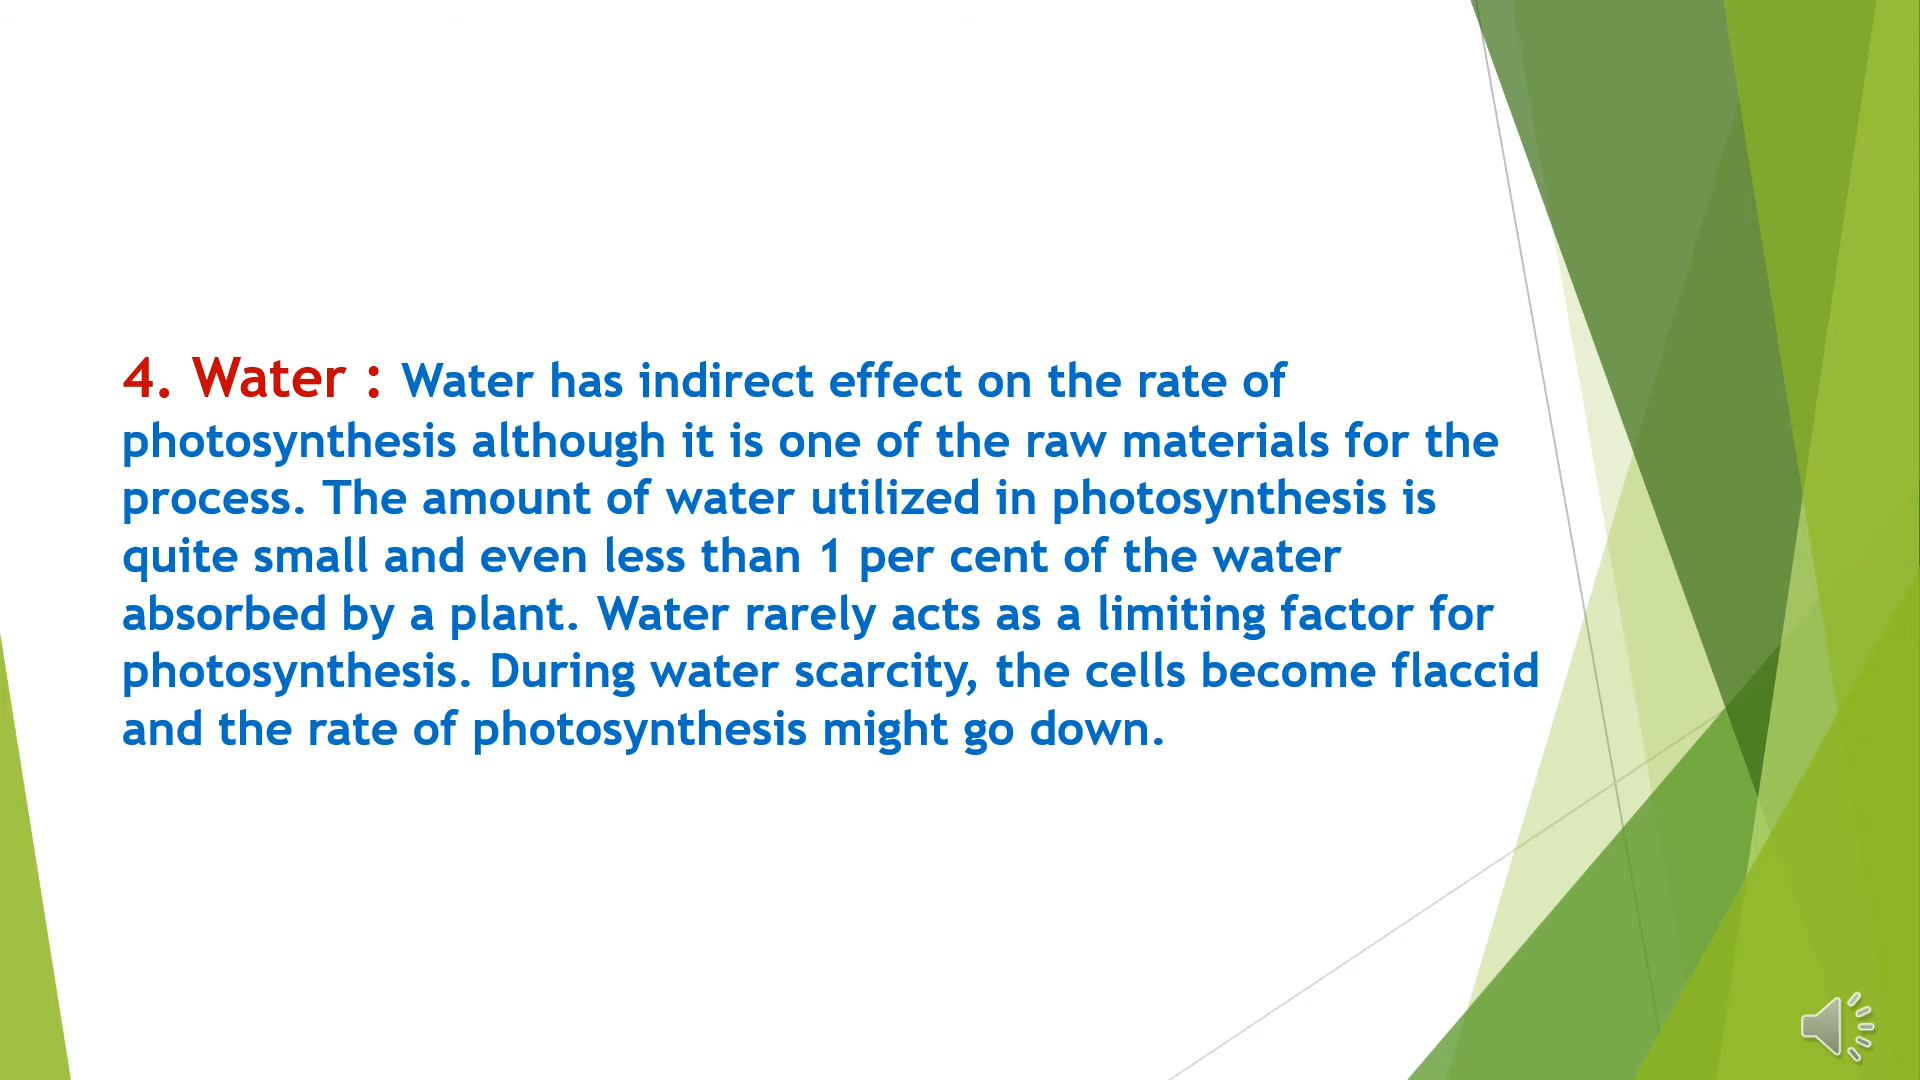 4. Water : Water has indirect effect on the rate of
photosynthesis although it is one of the raw materials for the
process. The amount of water utilized in photosynthesis is
quite small and even less than 1 per cent of the water
absorbed by a plant. Water rarely acts as a limiting factor for
photosynthesis. During water scarcity, the cells become flaccid
and the rate of photosynthesis might go down.